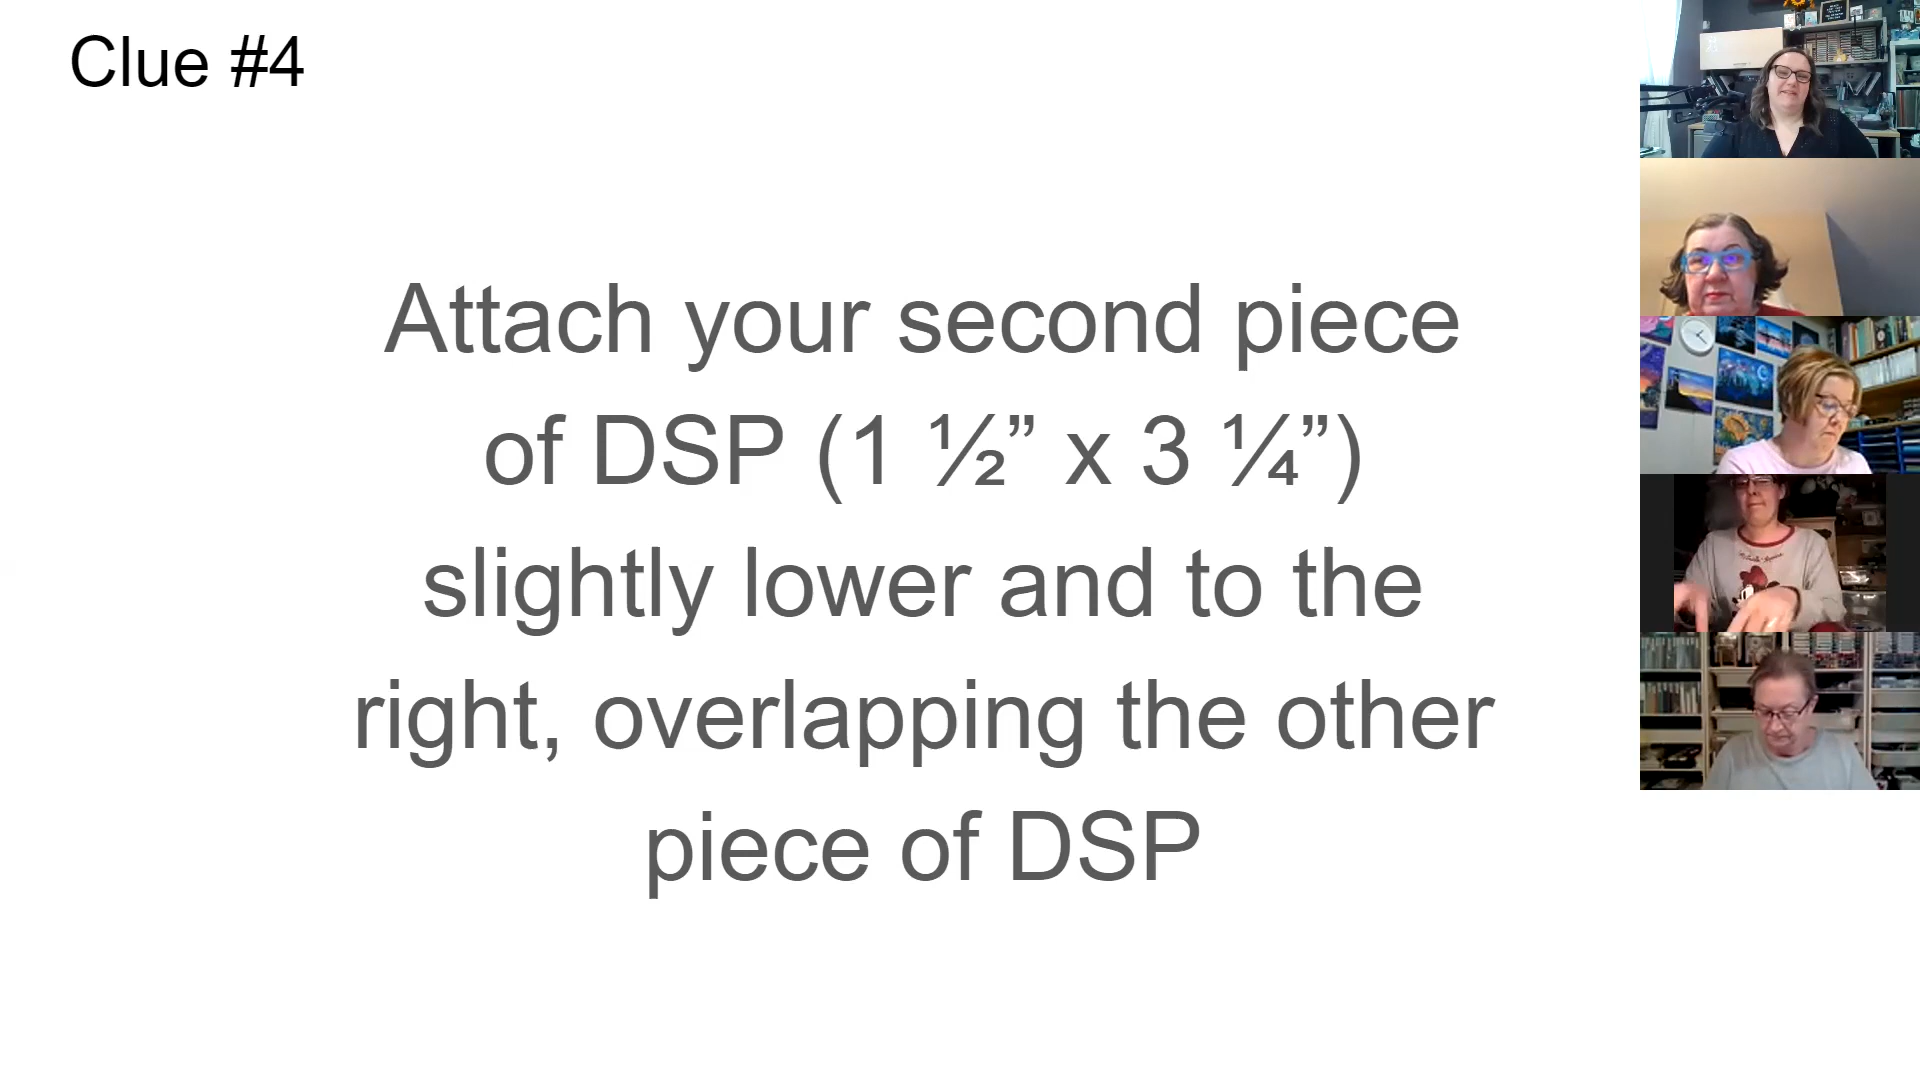 Clue #4
Attach your second piece
of DSP (1 ½” x 3 ¼”)
slightly lower and to the
right, overlapping the other
piece of DSP